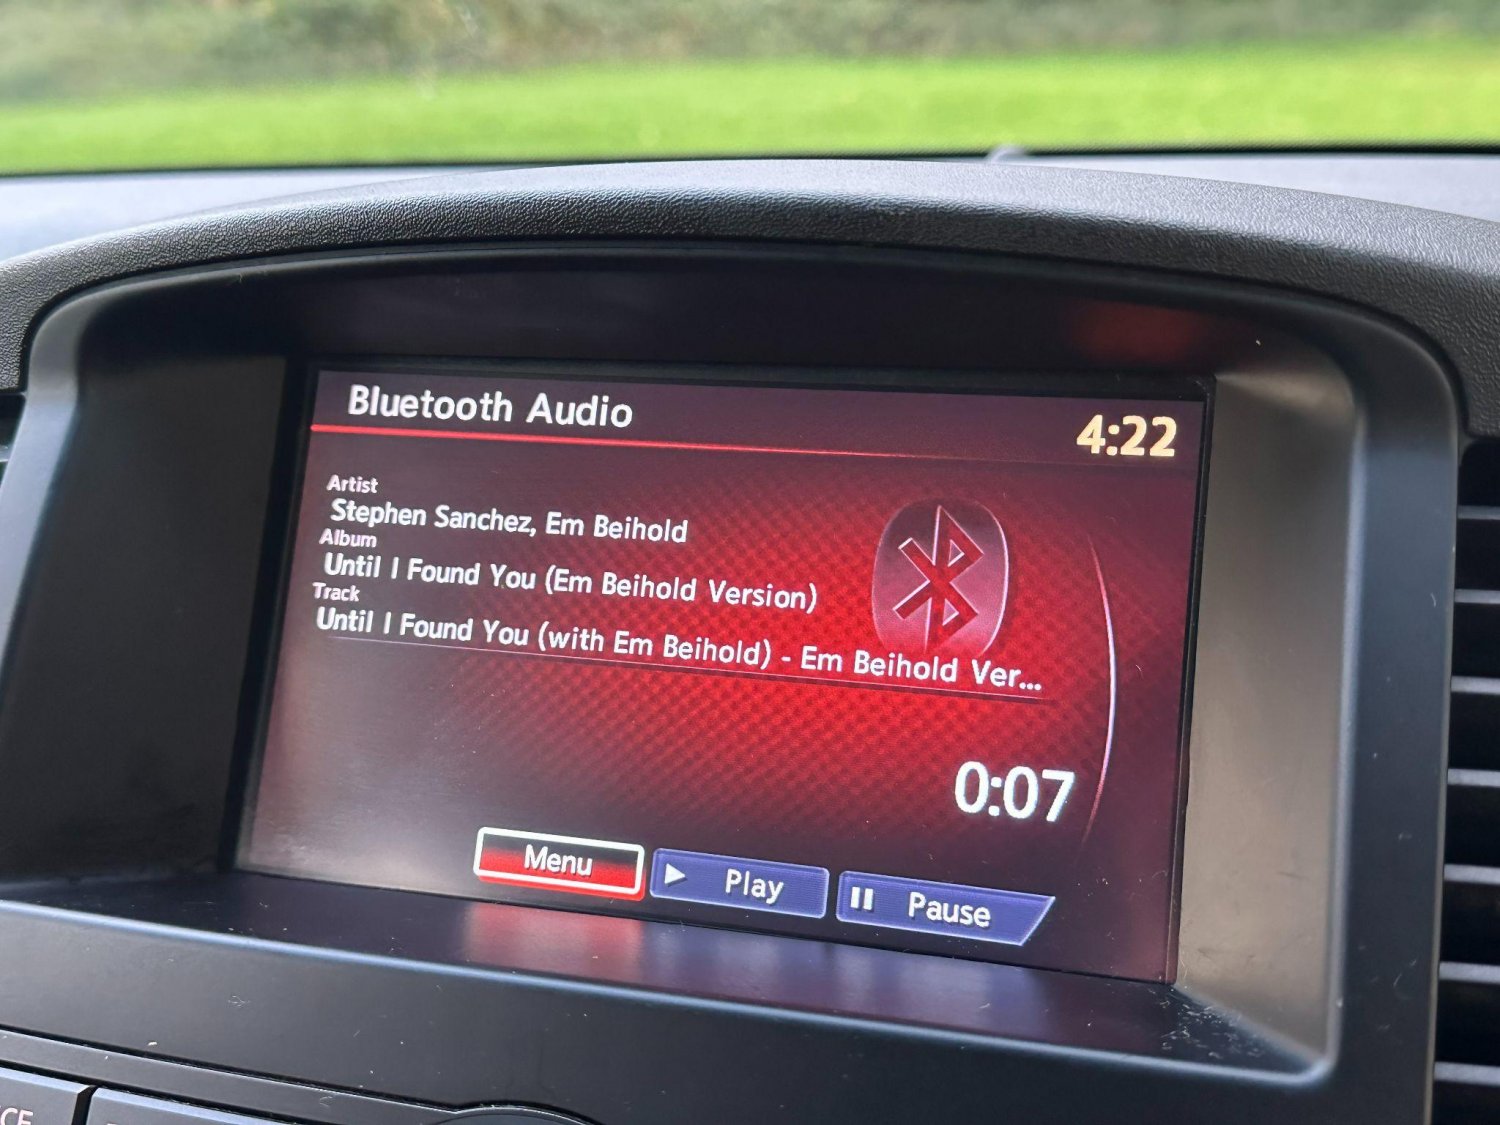 Bluetooth Audio
4:22
Artist
Stephen Sanchez, Em Beihold
Album
Until I Found You (Em Beihold Version)
Track
Until I Found You (with Em Beihold) - Em Beihold Ver...
0:07
Menu
Play
Pause